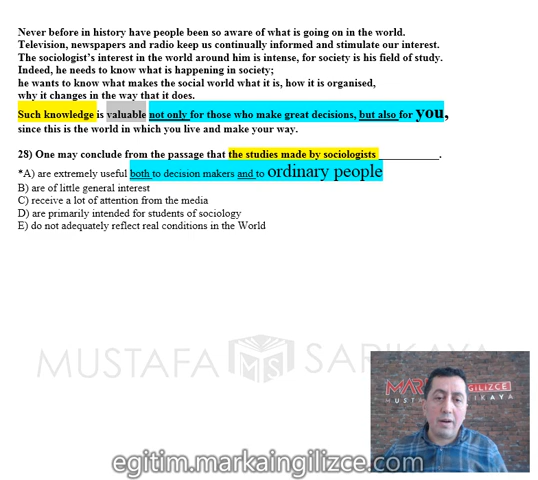 Never before in history have people been so aware of what is going on in the world.
Television, newspapers and radio keep us continually informed and stimulate our interest.
The sociologist's interest in the world around him is intense, for society is his field of study.
Indeed, he needs to know what is happening in society;
he wants to know what makes the social world what it is, how it is organised,
why it changes in the way that it does.
Such knowledge is valuable not only for those who make great decisions, but also for you,
since this is the world in which you live and make your way.
28) One may conclude from the passage that the studies made by sociologists ____________.
*A) are extremely useful both to decision makers and to ordinary people
B) are of little general interest
C) receive a lot of attention from the media
D) are primarily intended for students of sociology
E) do not adequately reflect real conditions in the World
MUSTAFA MS SARIKAYA
egitim.markaingilizce.com